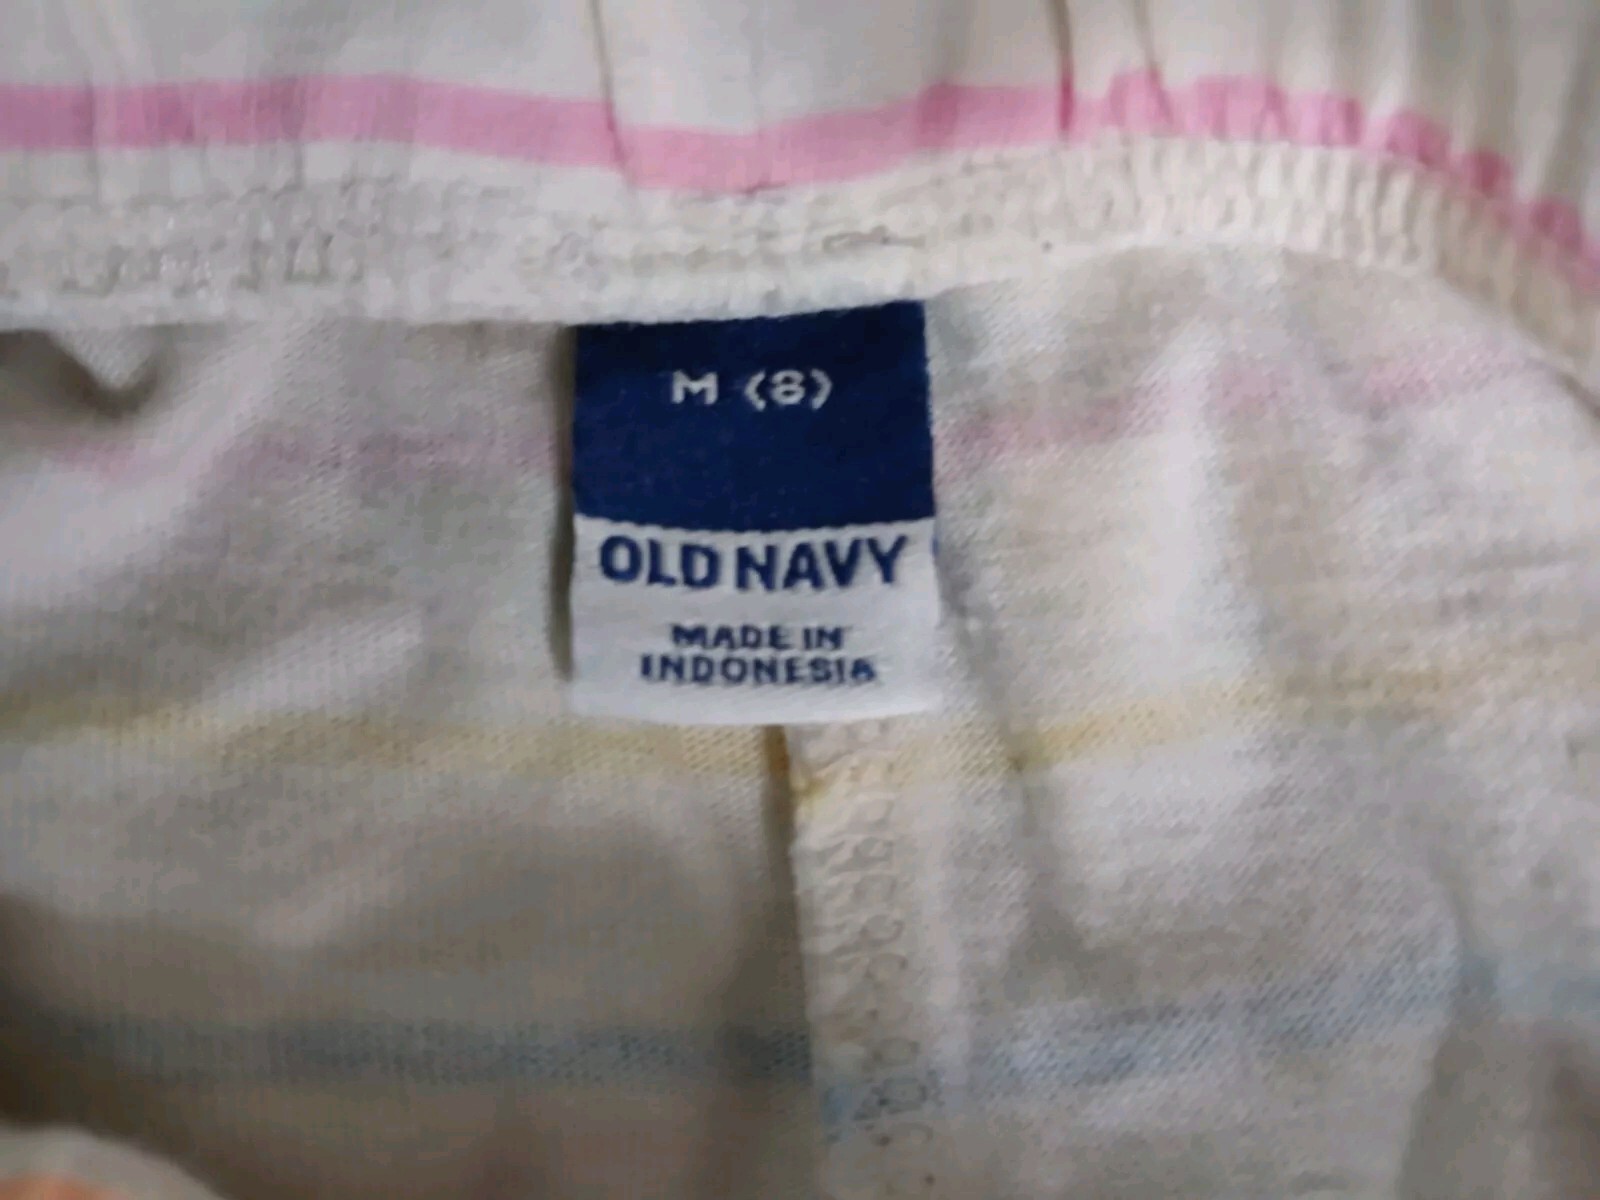 M (8)
OLD NAVY
MADE IN
INDONESIA